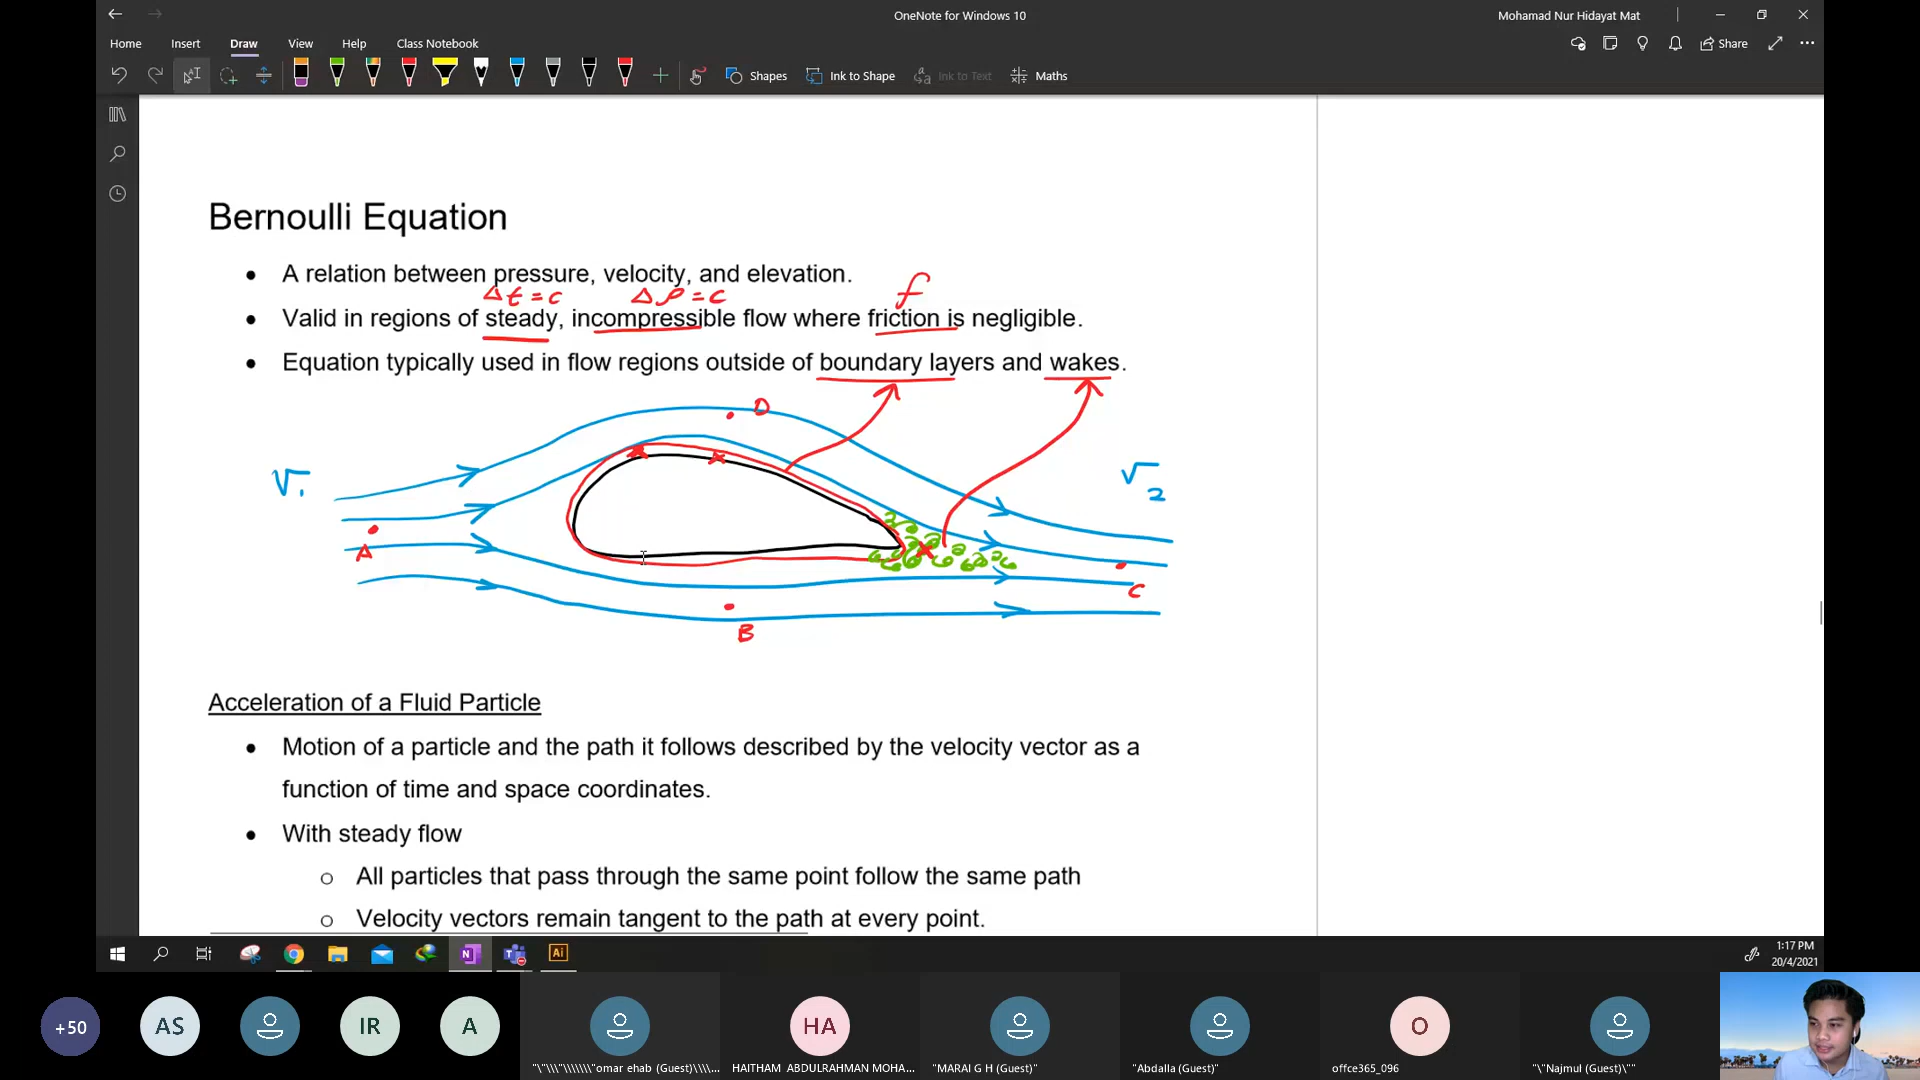 OneNote for Windows 10
Mohamad Nur Hidayat Mat
Home Insert Draw View Help Class Notebook
Share
Shapes Ink to Shape Ink to Text Maths
Bernoulli Equation
• A relation between pressure, velocity, and elevation.
Δt = c Δρ = c f
• Valid in regions of steady, incompressible flow where friction is negligible.
• Equation typically used in flow regions outside of boundary layers and wakes.
D
V1
V2
A
C
B
Acceleration of a Fluid Particle
• Motion of a particle and the path it follows described by the velocity vector as a
function of time and space coordinates.
• With steady flow
o All particles that pass through the same point follow the same path
o Velocity vectors remain tangent to the path at every point.
Ai
1:17 PM
20/4/2021
+50 AS IR A HA O
"\"\\\"\\\\\\\"omar ehab (Guest)\\\\... HAITHAM ABDULRAHMAN MOHA... "MARAI G H (Guest)" "Abdalla (Guest)" offce365_096 "\"Najmul (Guest)\""